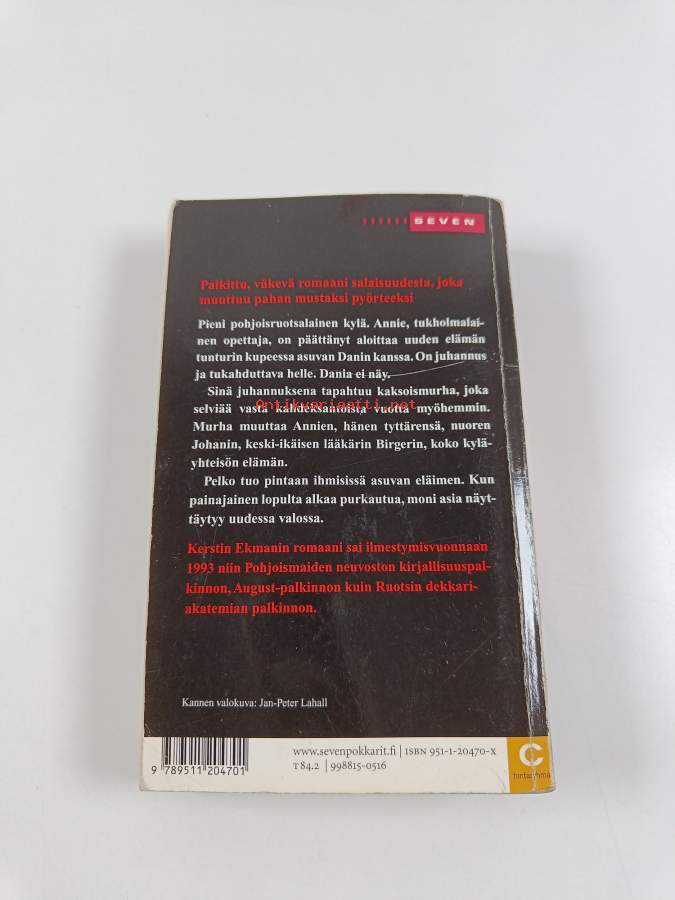 SEVEN
Palkittu, väkevä romaani salaisuudesta, joka
muuttuu pahan mustaksi pyörteeksi
Pieni pohjoisruotsalainen kylä. Annie, tukholmalai-
nen opettaja, on päättänyt aloittaa uuden elämän
tunturin kupeessa asuvan Danin kanssa. On juhannus
ja tukahduttava helle. Dania ei näy.
Sinä juhannuksena tapahtuu kaksoismurha, joka
selviää vasta kahdeksantoista vuotta myöhemmin.
Antikvariaatti.net
Murha muuttaa Annien, hänen tyttärensä, nuoren
Johanin, keski-ikäisen lääkärin Birgerin, koko kylä-
yhteisön elämän.
Pelko tuo pintaan ihmisissä asuvan eläimen. Kun
painajainen lopulta alkaa purkautua, moni asia näyt-
täytyy uudessa valossa.
Kerstin Ekmanin romaani sai ilmestymisvuonnaan
1993 niin Pohjoismaiden neuvoston kirjallisuuspal-
kinnon, August-palkinnon kuin Ruotsin dekkari-
akatemian palkinnon.
Kannen valokuva: Jan-Peter Lahall
www.sevenpokkarit.fi | ISBN 951-1-20470-X
T 84.2 | 998815-0516
9 789511 204701
C
hintaryhmä